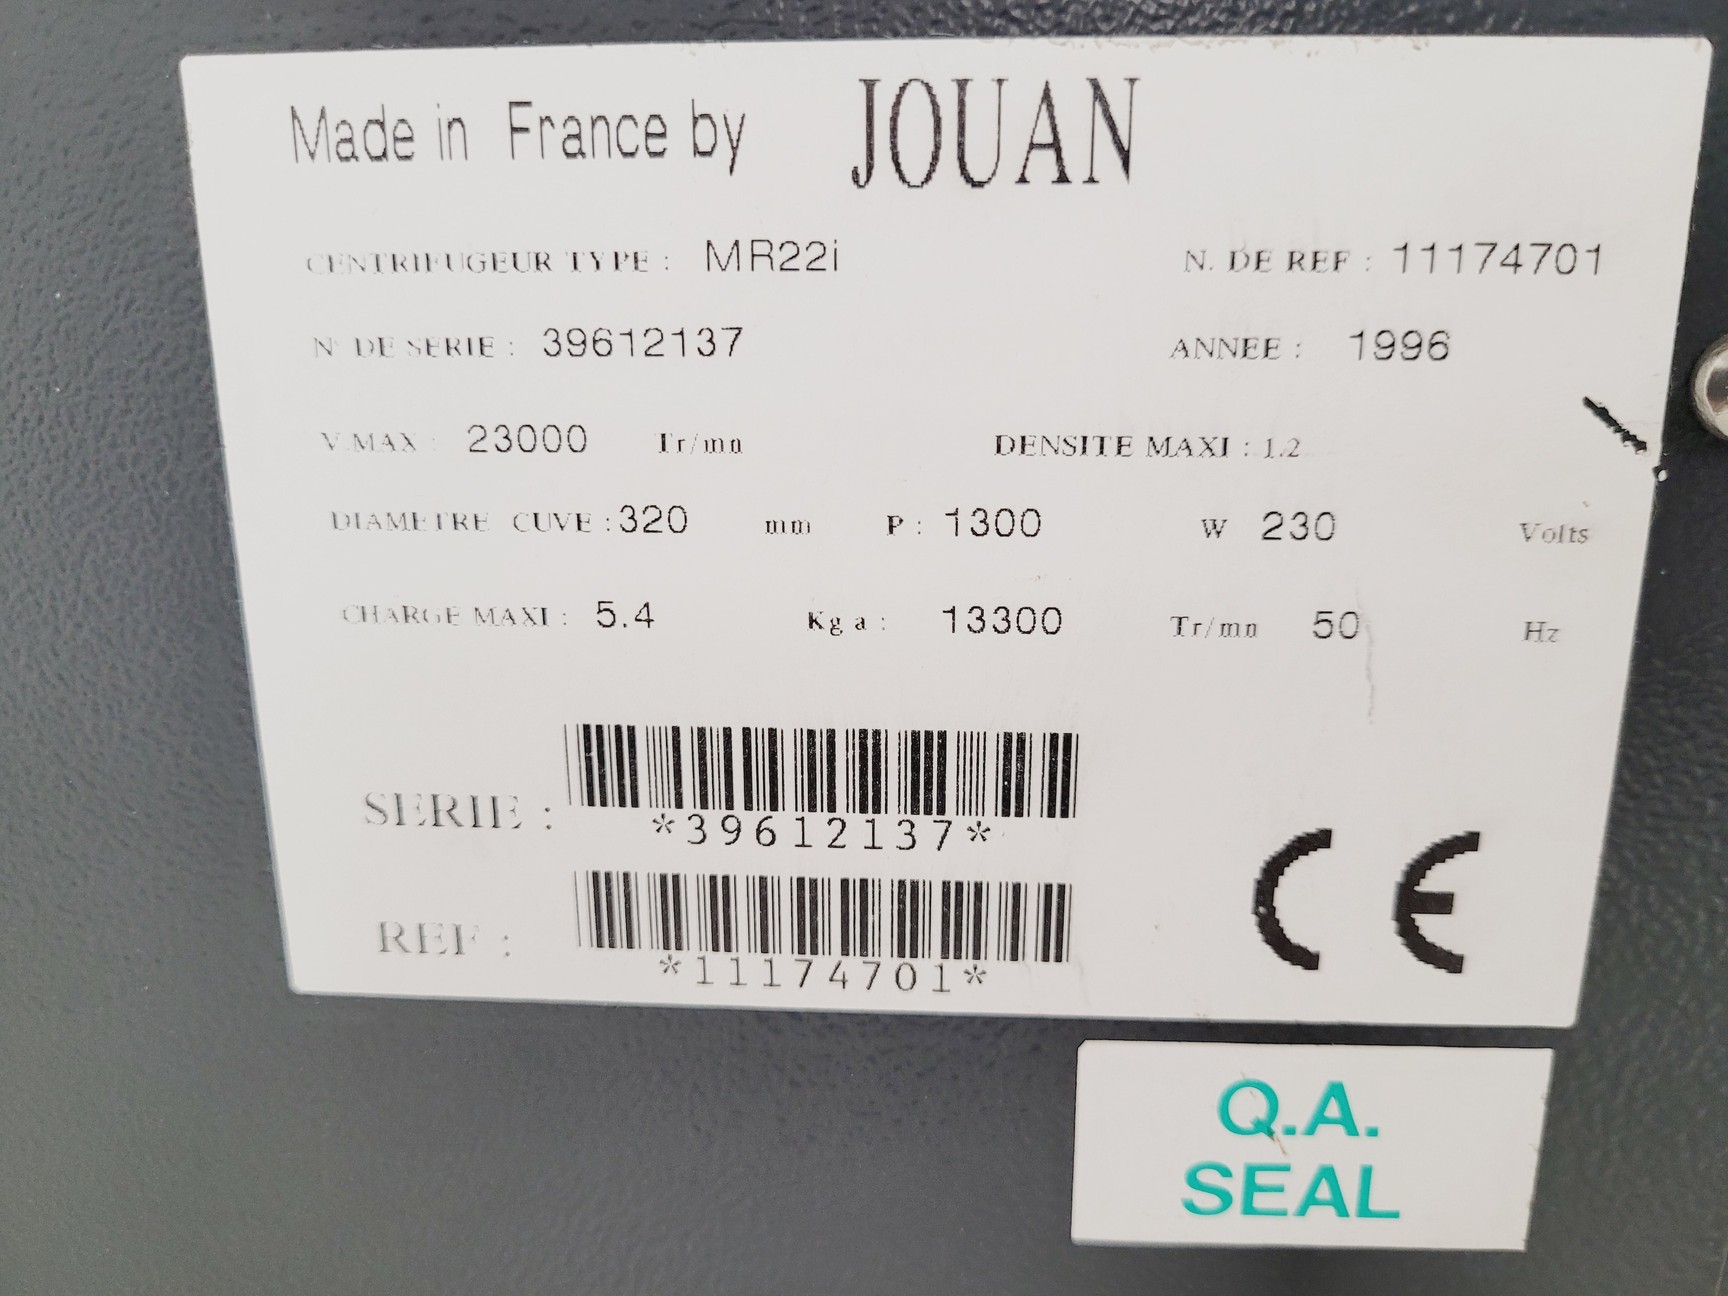 Made in France by JOUAN
CENTRIFUGEUR TYPE : MR22i N. DE REF : 11174701
N° DE SERIE : 39612137 ANNEE : 1996
V.MAX : 23000 Tr/mn DENSITE MAXI : 1.2
DIAMETRE CUVE : 320 mm P : 1300 W 230 Volts
CHARGE MAXI : 5.4 Kg a : 13300 Tr/mn 50 Hz
SERIE :
*39612137*
REF :
*11174701*
CE
Q.A.
SEAL